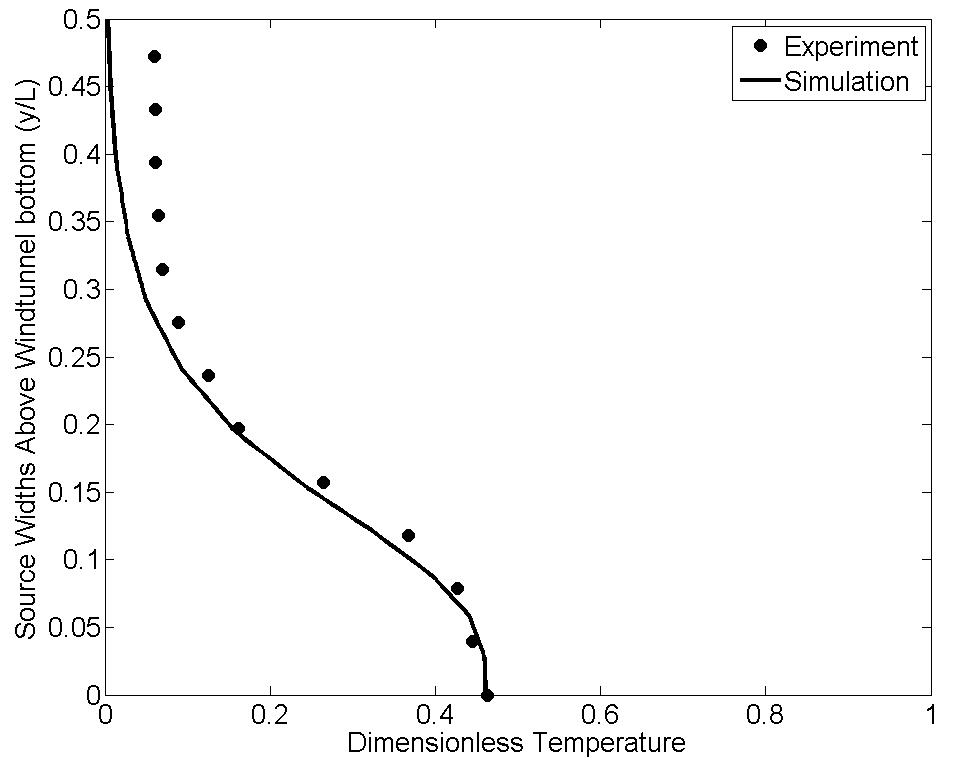 0.5
0.45
0.4
0.35
0.3
0.25
0.2
0.15
0.1
0.05
0
Source Widths Above Windtunnel bottom (y/L)
Experiment
Simulation
0 0.2 0.4 0.6 0.8 1
Dimensionless Temperature